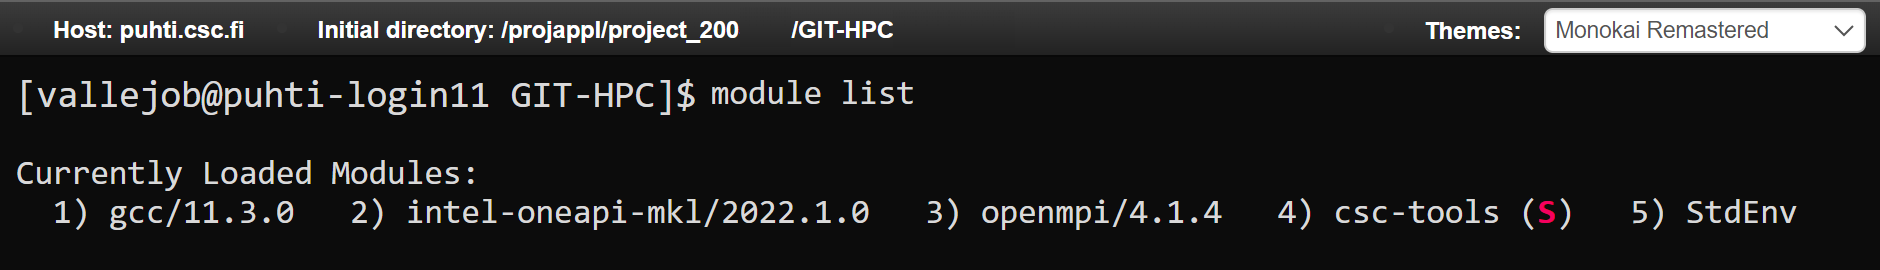 Host: puhti.csc.fi Initial directory: /projappl/project_200 /GIT-HPC Themes: Monokai Remastered
[vallejob@puhti-login11 GIT-HPC]$ module list
Currently Loaded Modules:
1) gcc/11.3.0 2) intel-oneapi-mkl/2022.1.0 3) openmpi/4.1.4 4) csc-tools (S) 5) StdEnv